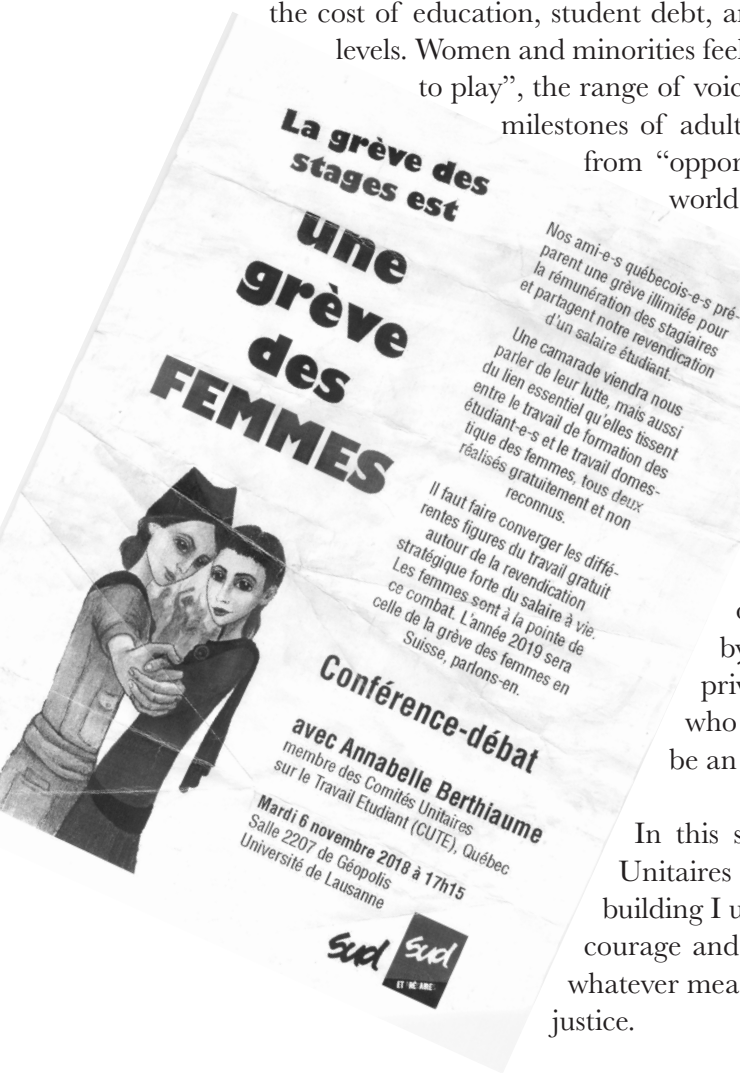 the cost of education, student debt,
levels. Women and minorities feel
to play”, the range of voic
milestones of adult
from “oppor
world
La grève des
stages est
une
grève
des
FEMMES
Nos ami-e-s québecois-e-s pré-
parent une grève illimitée pour
la rémunération des stagiaires
et partagent notre revendication
d'un salaire étudiant.
Une camarade viendra nous
parler de leur lutte, mais aussi
du lien essentiel qu'elles tissent
entre le travail de formation des
étudiant-e-s et le travail domes-
tique des femmes, tous deux
réalisés gratuitement et non
reconnus.
Il faut faire converger les diffé-
rentes figures du travail gratuit
autour de la revendication
stratégique forte du salaire à vie.
Les femmes sont à la pointe de
ce combat. L'année 2019 sera
celle de la grève des femmes en
Suisse, parlons-en.
Conférence-débat
avec Annabelle Berthiaume
membre des Comités Unitaires
sur le Travail Etudiant (CUTE), Québec
Mardi 6 novembre 2018 à 17h15
Salle 2207 de Géopolis
Université de Lausanne
Sud Sud
by
priv
who
be an
In this s
Unitaires
building I u
courage and
whatever mea
justice.